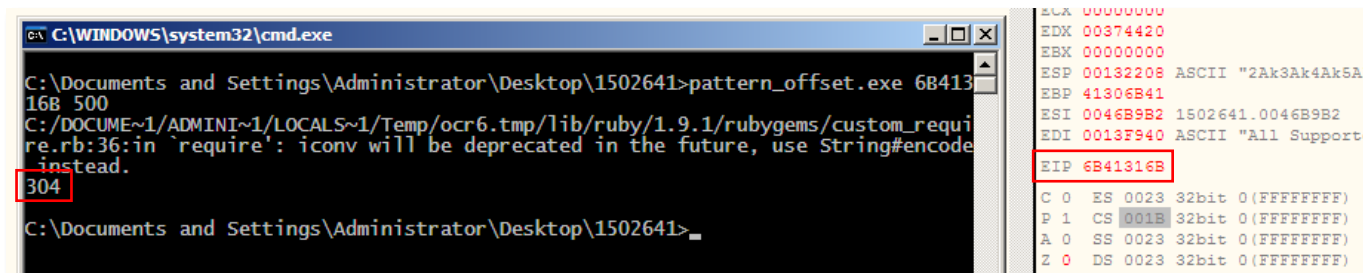 C:\WINDOWS\system32\cmd.exe
C:\Documents and Settings\Administrator\Desktop\1502641>pattern_offset.exe 6B413
16B 500
C:/DOCUME~1/ADMINI~1/LOCALS~1/Temp/ocr6.tmp/lib/ruby/1.9.1/rubygems/custom_requi
re.rb:36:in `require': iconv will be deprecated in the future, use String#encode
 instead.
304
C:\Documents and Settings\Administrator\Desktop\1502641>_
ECX 00000000
EDX 00374420
EBX 00000000
ESP 00132208 ASCII "2Ak3Ak4Ak5A
EBP 41306B41
ESI 0046B9B2 1502641.0046B9B2
EDI 0013F940 ASCII "All Support
EIP 6B41316B
C 0 ES 0023 32bit 0(FFFFFFFF)
P 1 CS 001B 32bit 0(FFFFFFFF)
A 0 SS 0023 32bit 0(FFFFFFFF)
Z 0 DS 0023 32bit 0(FFFFFFFF)